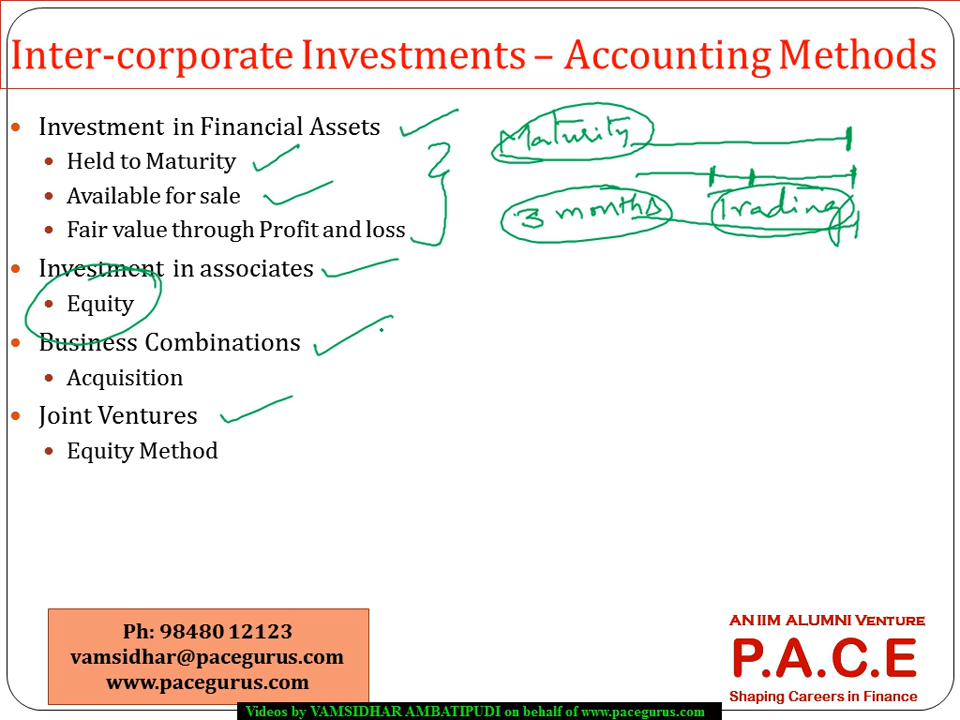 Inter-corporate Investments – Accounting Methods
• Investment in Financial Assets
• Held to Maturity
• Available for sale
• Fair value through Profit and loss
• Investment in associates
• Equity
• Business Combinations
• Acquisition
• Joint Ventures
• Equity Method
Maturity
3 months Trading
Ph: 98480 12123
vamsidhar@pacegurus.com
www.pacegurus.com
AN IIM ALUMNI VENTURE
P.A.C.E
Shaping Careers in Finance
Videos by VAMSIDHAR AMBATIPUDI on behalf of www.pacegurus.com